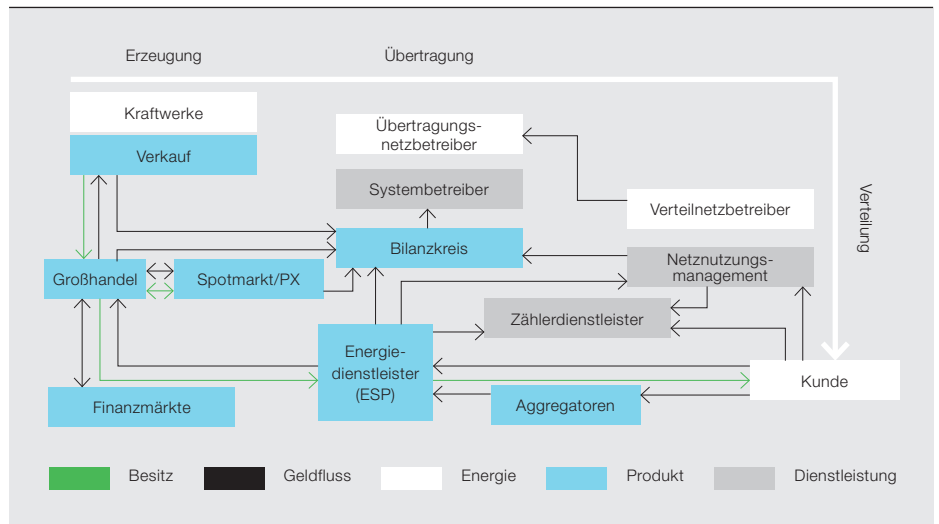 Erzeugung
Übertragung
Kraftwerke
Verkauf
Übertragungs-
netzbetreiber
Systembetreiber
Verteilnetzbetreiber
Verteilung
Bilanzkreis
Großhandel
Spotmarkt/PX
Netznutzungs-
management
Zählerdienstleister
Energie-
dienstleister
(ESP)
Kunde
Finanzmärkte
Aggregatoren
Besitz
Geldfluss
Energie
Produkt
Dienstleistung